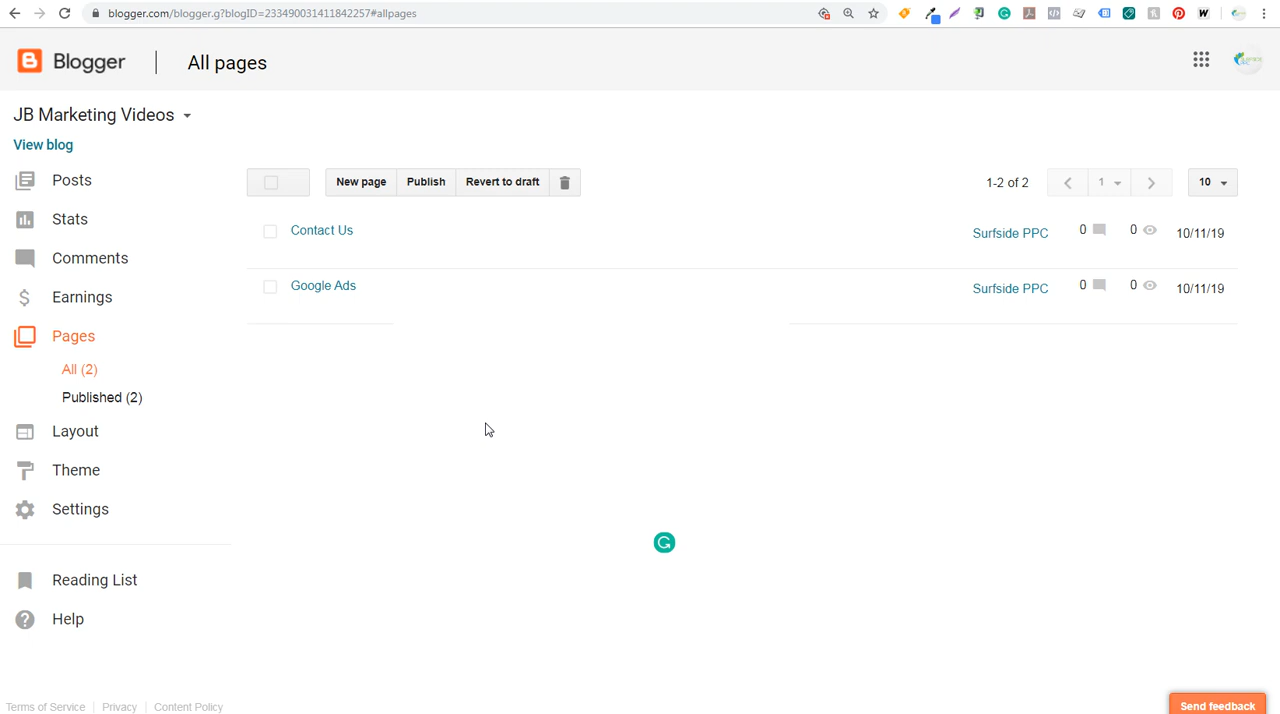 blogger.com/blogger.g?blogID=233490031411842257#allpages
Blogger
All pages
JB Marketing Videos
View blog
Posts
Stats
Comments
Earnings
Pages
All (2)
Published (2)
Layout
Theme
Settings
Reading List
Help
New page
Publish
Revert to draft
1-2 of 2
1
10
Contact Us
Surfside PPC
0
0
10/11/19
Google Ads
Surfside PPC
0
0
10/11/19
Terms of Service
Privacy
Content Policy
Send feedback